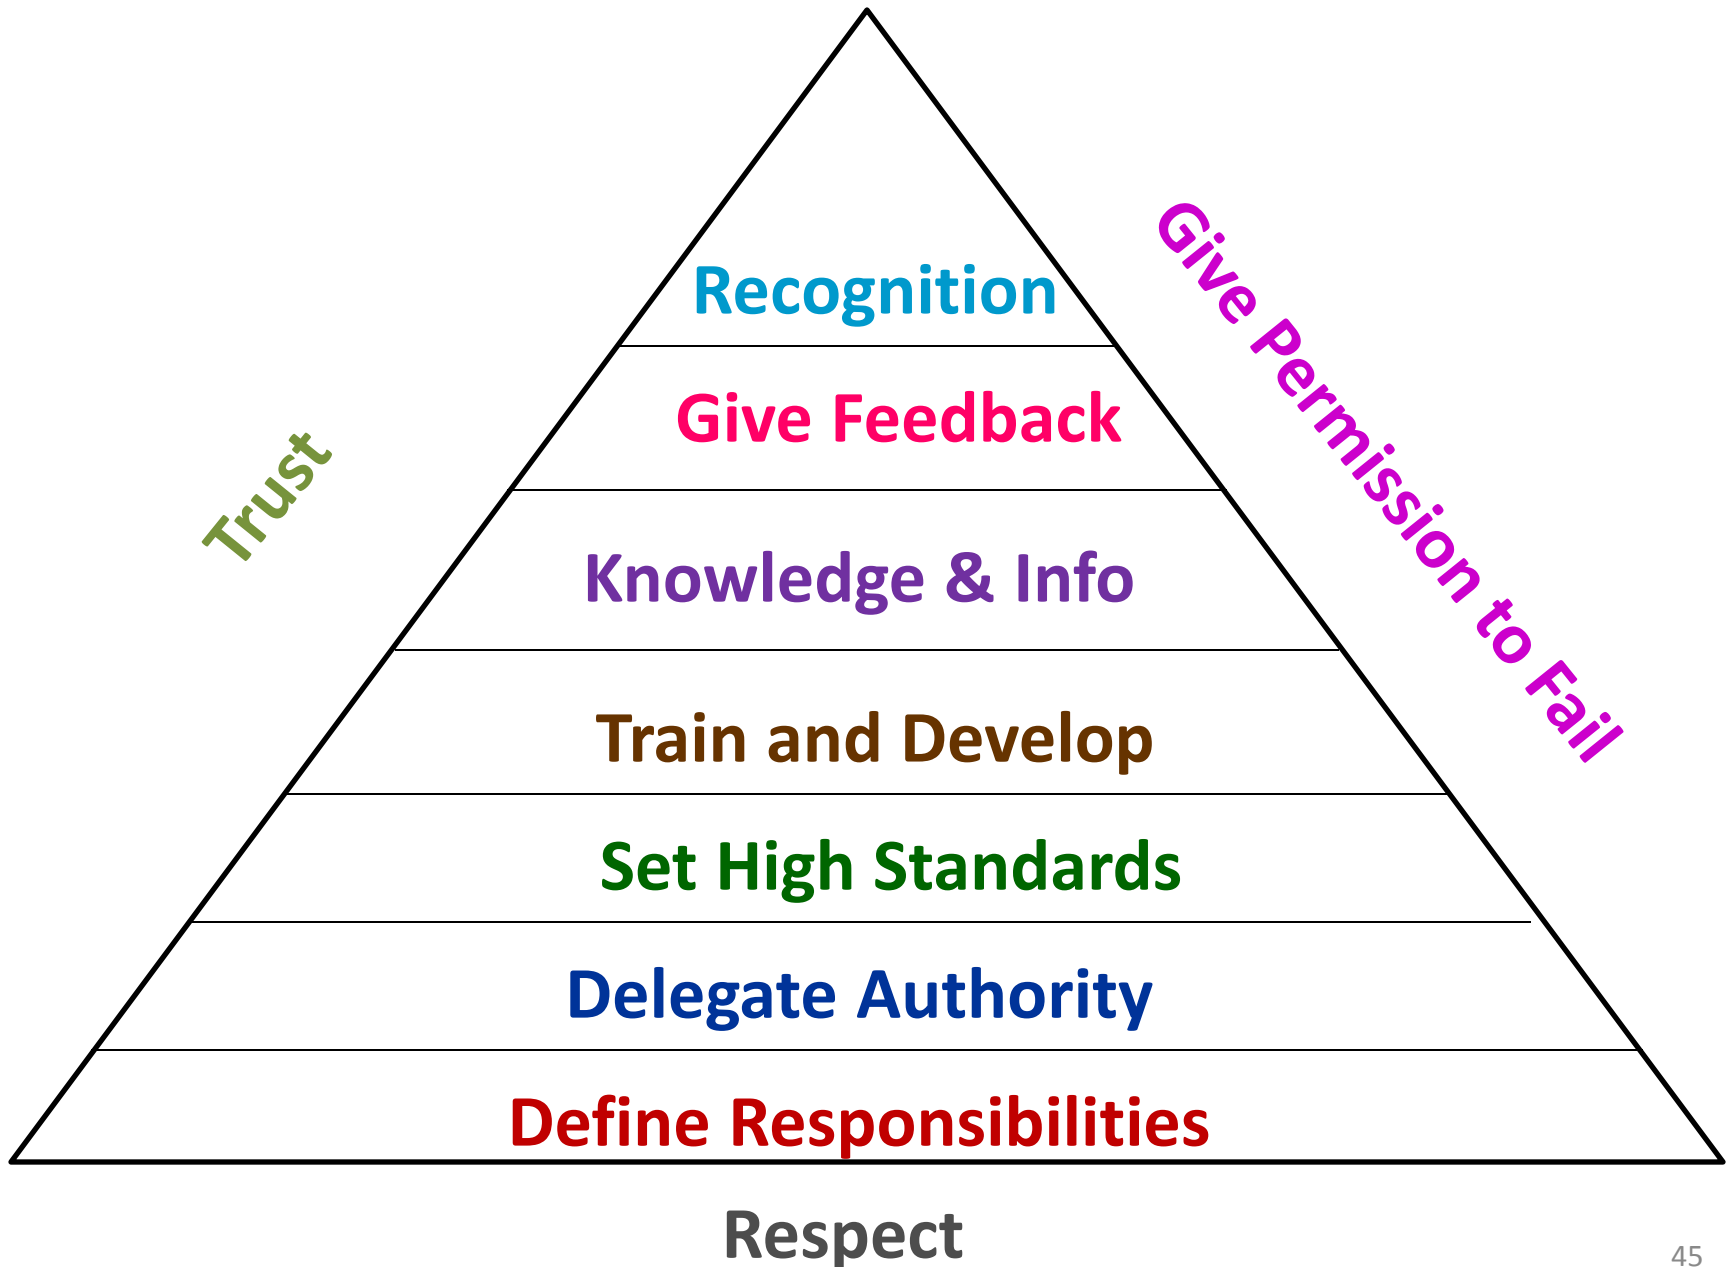 Recognition
Give Feedback
Knowledge & Info
Train and Develop
Set High Standards
Delegate Authority
Define Responsibilities
Trust
Give Permission to Fail
Respect
45